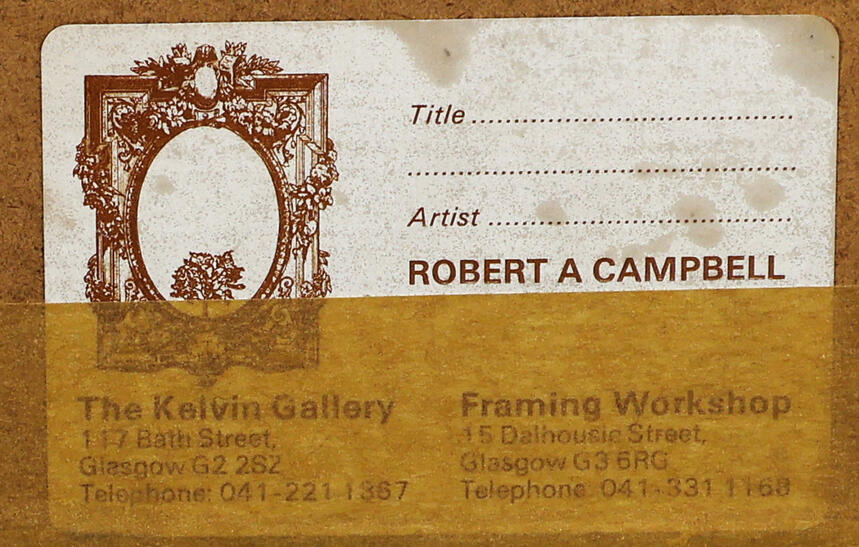 Title
Artist
ROBERT A CAMPBELL
The Kelvin Gallery
117 Bath Street,
Glasgow G2 2SZ
Telephone: 041-221 1367
Framing Workshop
15 Dalhousie Street,
Glasgow G3 6RG
Telephone 041-331 1168